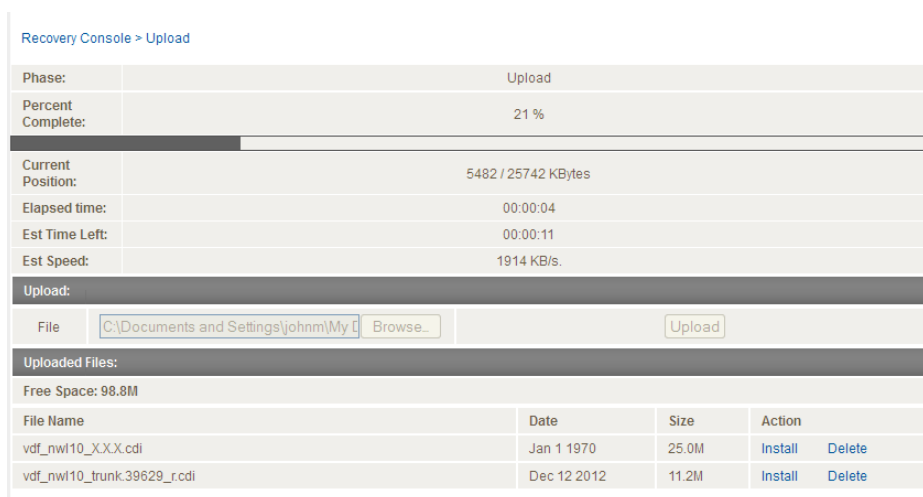 Recovery Console > Upload
Phase: Upload
Percent
Complete: 21 %
Current
Position: 5482 / 25742 KBytes
Elapsed time: 00:00:04
Est Time Left: 00:00:11
Est Speed: 1914 KB/s.
Upload:
File C:\Documents and Settings\johnm\My D Browse... Upload
Uploaded Files:
Free Space: 98.8M
File Name Date Size Action
vdf_nwl10_X.X.X.cdi Jan 1 1970 25.0M Install Delete
vdf_nwl10_trunk.39629_r.cdi Dec 12 2012 11.2M Install Delete